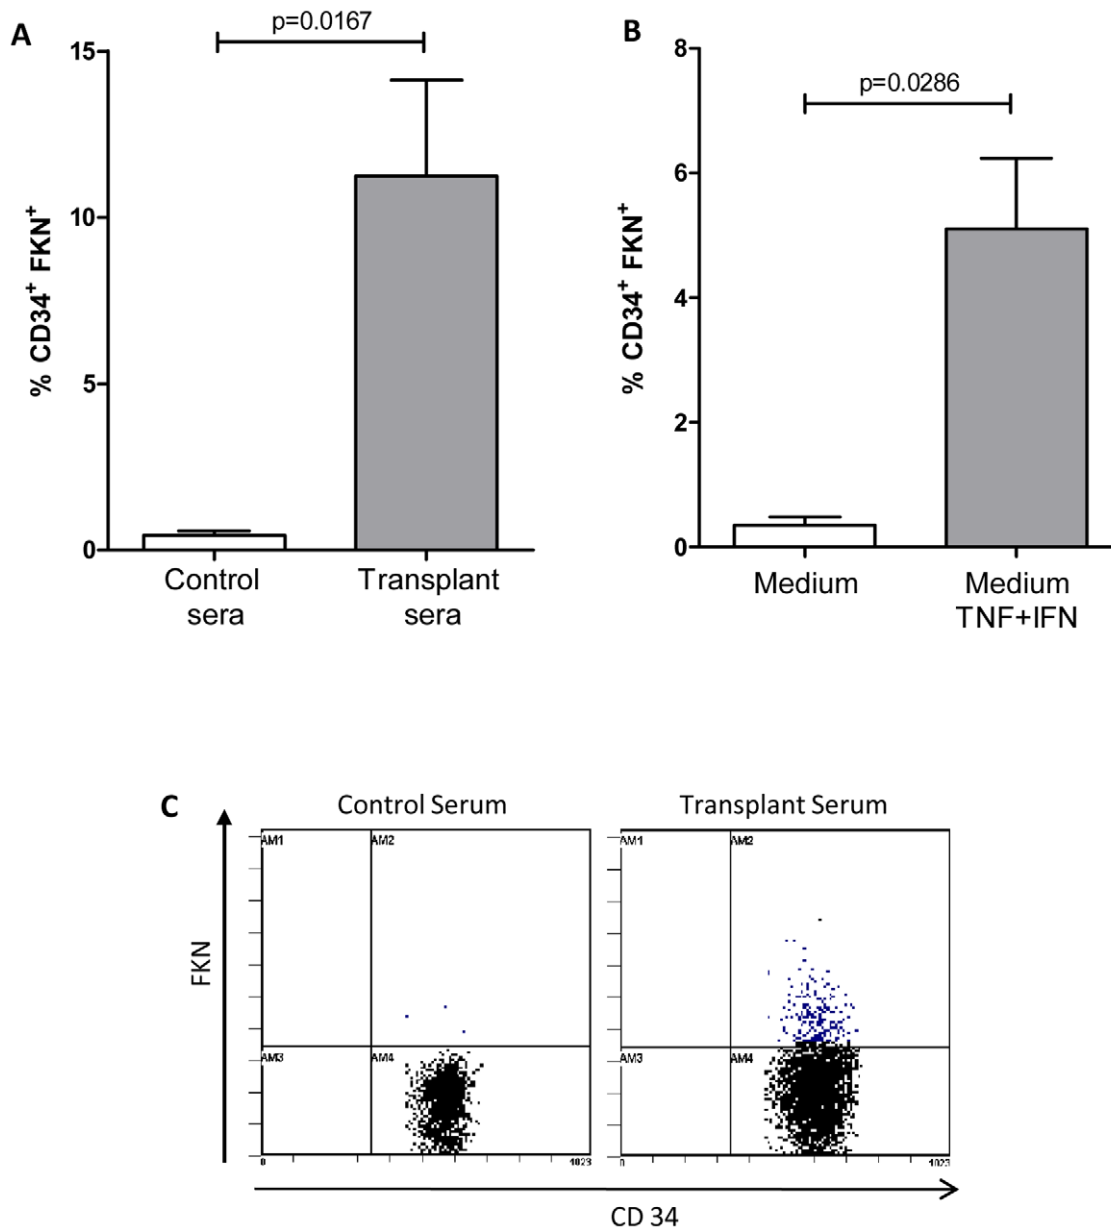 A
p=0.0167
15
10
5
0
% CD34+ FKN+
Control
sera
Transplant
sera
B
p=0.0286
8
6
4
2
0
% CD34+ FKN+
Medium
Medium
TNF+IFN
C
Control Serum
Transplant Serum
FKN
AM1
AM2
AM3
AM4
0
1023
AM1
AM2
AM3
AM4
0
1023
CD 34